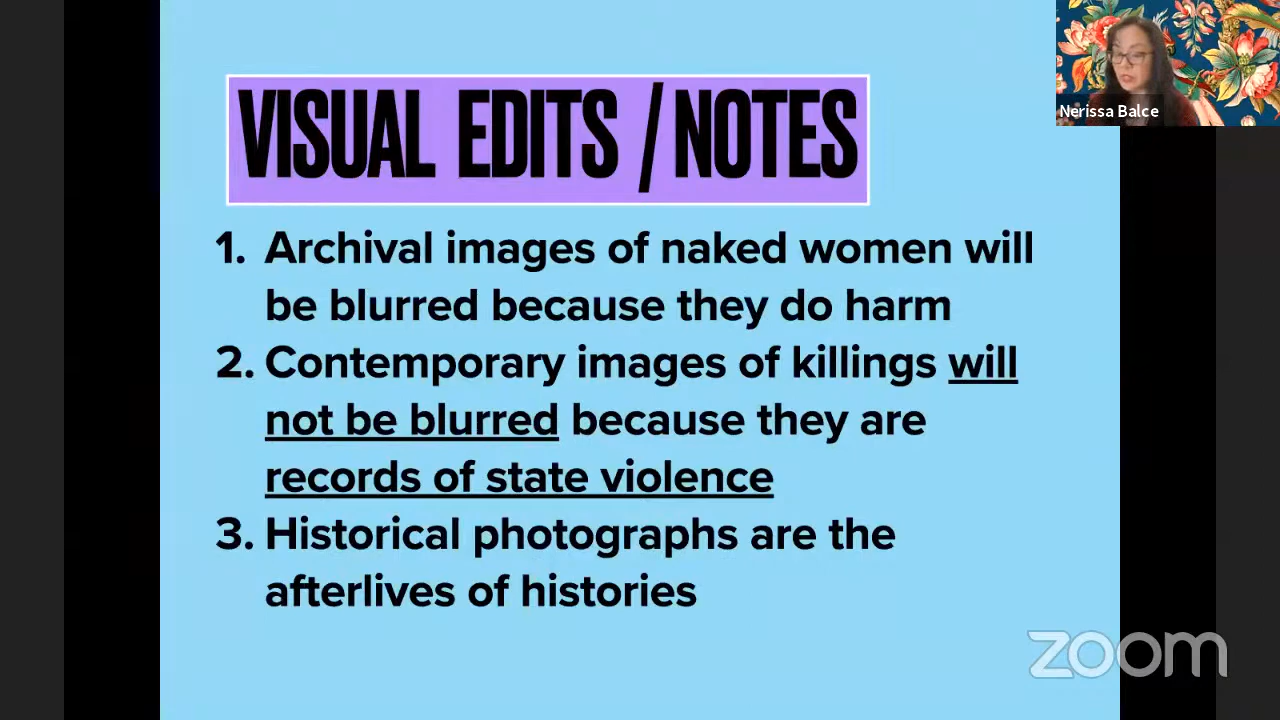 VISUAL EDITS / NOTES
Nerissa Balce
1. Archival images of naked women will
be blurred because they do harm
2. Contemporary images of killings will
not be blurred because they are
records of state violence
3. Historical photographs are the
afterlives of histories
zoom